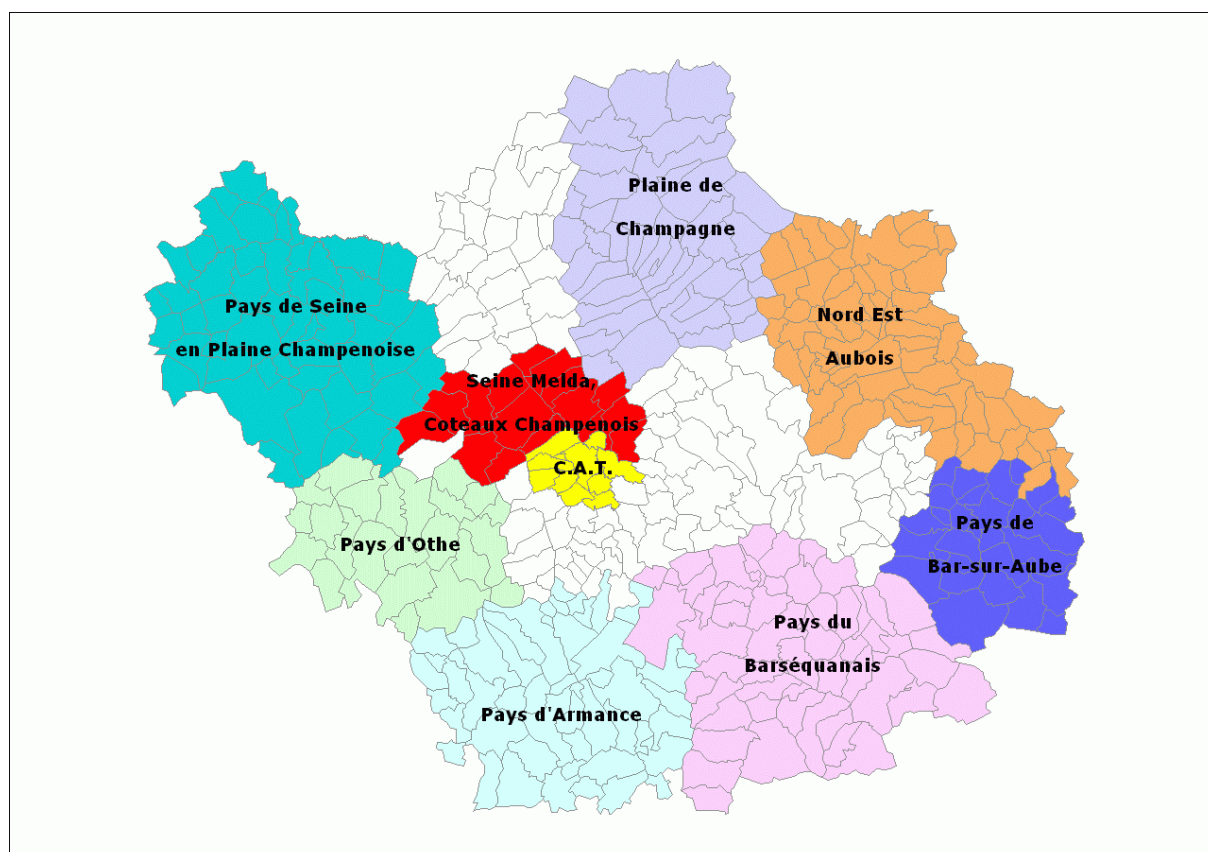 Plaine de
Champagne
Pays de Seine
en Plaine Champenoise
Nord Est
Aubois
Seine Melda,
Coteaux Champenois
C.A.T.
Pays d'Othe
Pays de
Bar-sur-Aube
Pays du
Barséquanais
Pays d'Armance